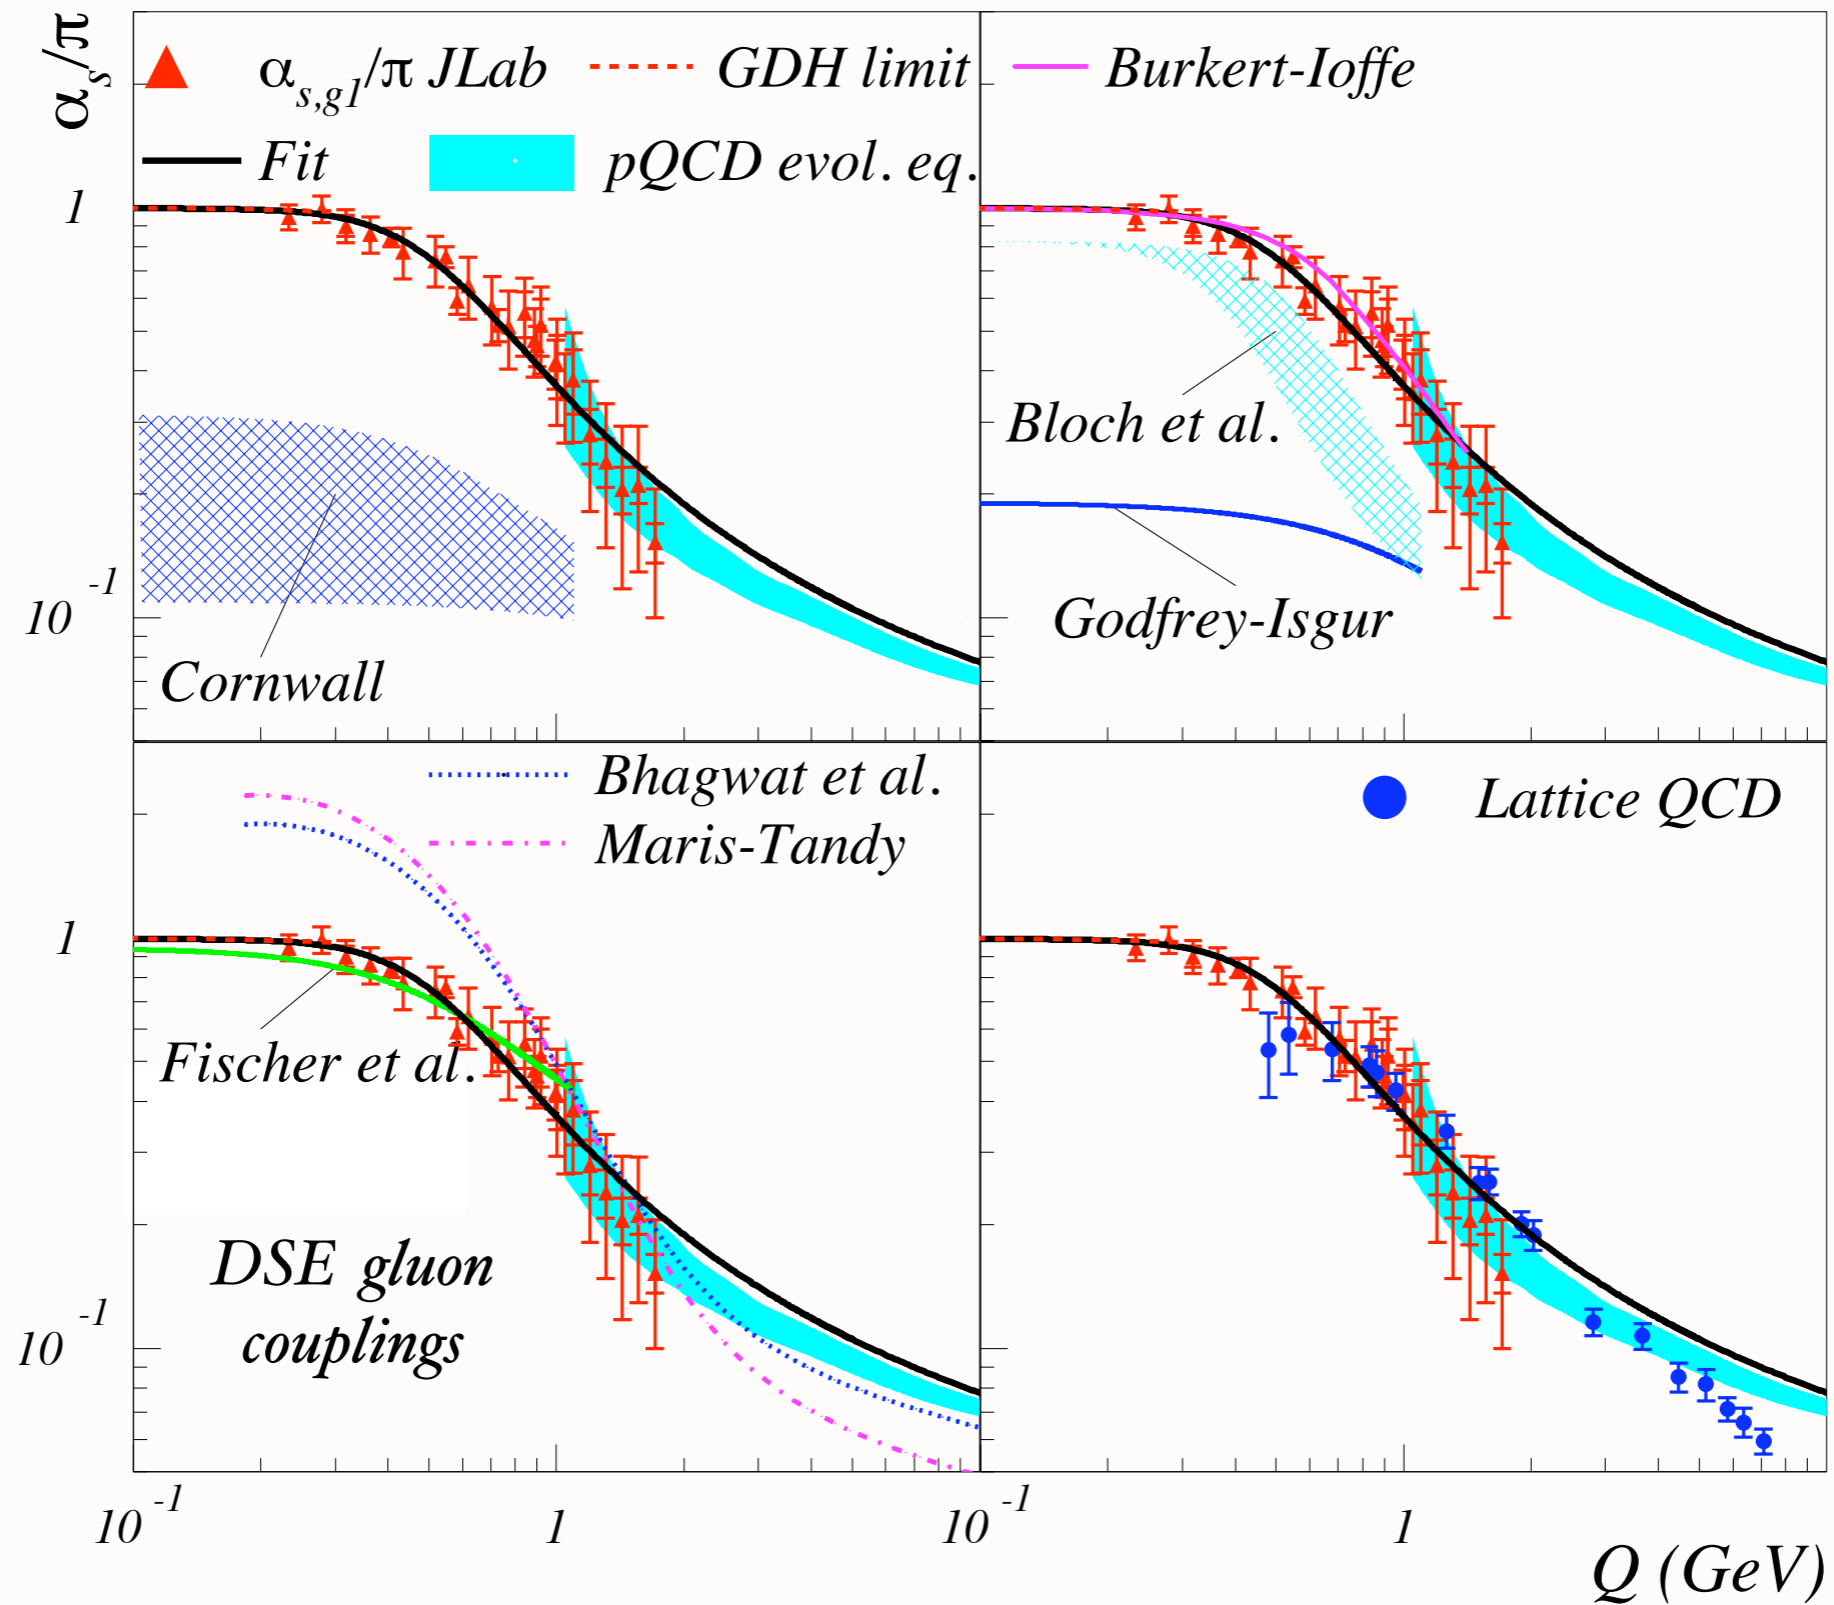 α_s/π
α_{s,g1}/π JLab
GDH limit
Burkert-Ioffe
Fit
pQCD evol. eq.
1
10^{-1}
Cornwall
Bloch et al.
Godfrey-Isgur
Bhagwat et al.
Maris-Tandy
Lattice QCD
1
Fischer et al.
DSE gluon
couplings
10^{-1}
10^{-1}
1
10^{-1}
1
Q (GeV)